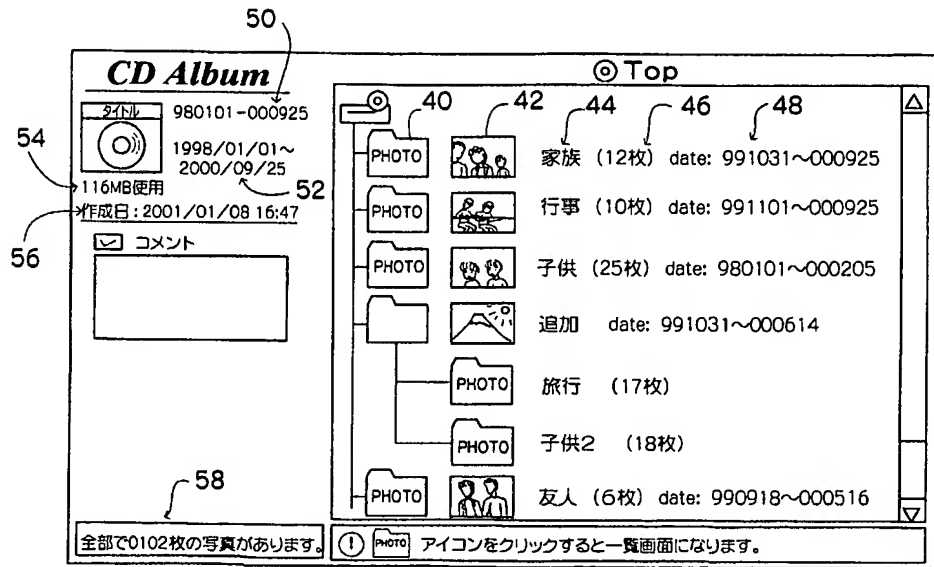 50
CD Album
タイトル
980101-000925
1998/01/01～
2000/09/25
54
52
116MB使用
56
作成日:2001/01/08 16:47
コメント
58
全部で0102枚の写真があります。
Top
40
42
44
46
48
PHOTO 家族 (12枚) date: 991031～000925
PHOTO 行事 (10枚) date: 991101～000925
PHOTO 子供 (25枚) date: 980101～000205
追加 date: 991031～000614
PHOTO 旅行 (17枚)
PHOTO 子供2 (18枚)
PHOTO 友人 (6枚) date: 990918～000516
! PHOTO アイコンをクリックすると一覧画面になります。